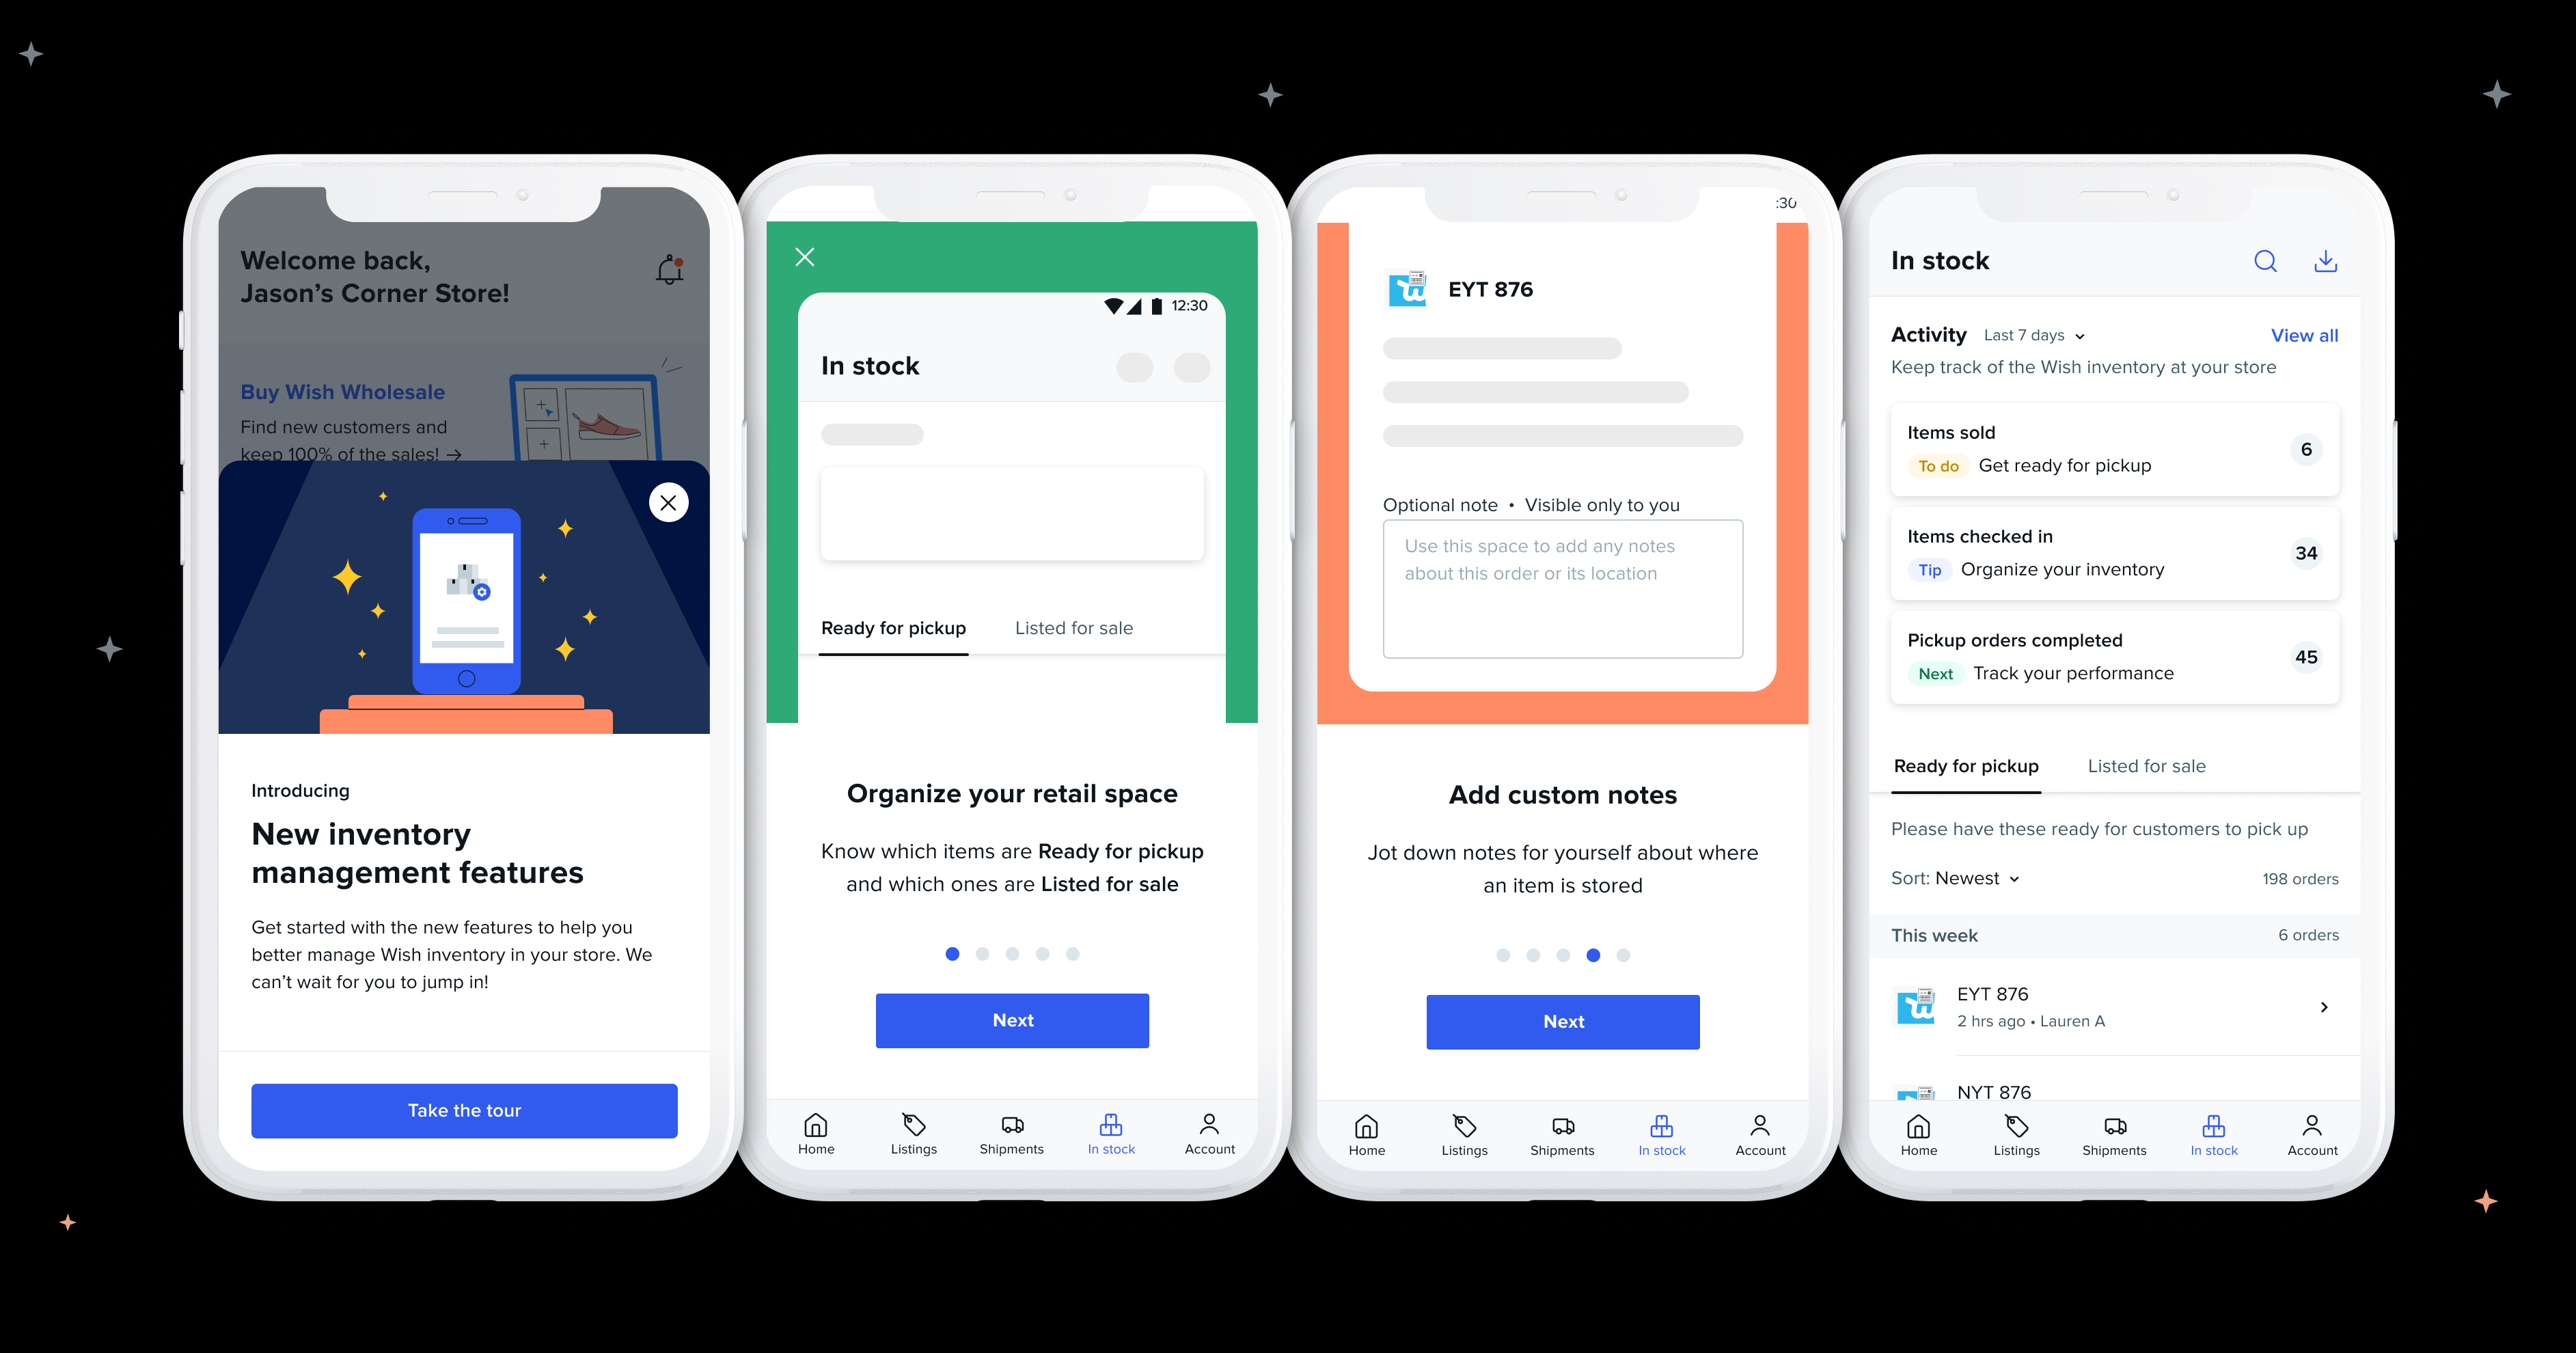 Welcome back,
Jason's Corner Store!
Buy Wish Wholesale
Find new customers and
keep 100% of the sales! →
Introducing
New inventory
management features
Get started with the new features to help you
better manage Wish inventory in your store. We
can't wait for you to jump in!
Take the tour
12:30
In stock
Ready for pickup
Listed for sale
Organize your retail space
Know which items are Ready for pickup
and which ones are Listed for sale
Next
Home
Listings
Shipments
In stock
Account
:30
EYT 876
Optional note • Visible only to you
Use this space to add any notes
about this order or its location
Add custom notes
Jot down notes for yourself about where
an item is stored
Next
Home
Listings
Shipments
In stock
Account
In stock
Activity Last 7 days
View all
Keep track of the Wish inventory at your store
Items sold
To do Get ready for pickup
6
Items checked in
Tip Organize your inventory
34
Pickup orders completed
Next Track your performance
45
Ready for pickup
Listed for sale
Please have these ready for customers to pick up
Sort: Newest
198 orders
This week
6 orders
EYT 876
2 hrs ago • Lauren A
NYT 876
Home
Listings
Shipments
In stock
Account